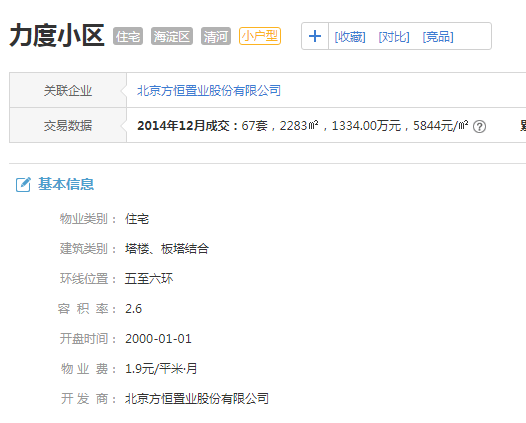 力度小区 住宅 海淀区 清河 小户型 + [收藏] [对比] [竞品]
关联企业 北京方恒置业股份有限公司
交易数据 2014年12月成交：67套，2283㎡，1334.00万元，5844元/㎡ ?
基本信息
物业类别： 住宅
建筑类别： 塔楼、板塔结合
环线位置： 五至六环
容 积 率： 2.6
开盘时间： 2000-01-01
物 业 费： 1.9元/平米·月
开 发 商： 北京方恒置业股份有限公司